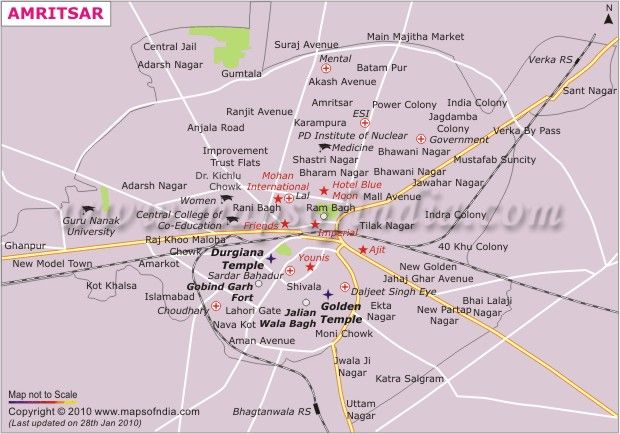 AMRITSAR
N
Central Jail
Suraj Avenue
Main Majitha Market
Adarsh Nagar
Mental
Batam Pur
Verka RS
Gumtala
Akash Avenue
Sant Nagar
Amritsar
Power Colony
India Colony
Ranjit Avenue
ESI
Jagdamba
Colony
Karampura
Anjala Road
PD Institute of Nuclear
Medicine
Government
Verka By Pass
Improvement
Trust Flats
Shastri Nagar
Bhawani Nagar
Mustafab Suncity
Dr. Kichlu
Chowk
Mohan
International
Bharam Nagar
Bhawani Nagar
Jawahar Nagar
Adarsh Nagar
Hotel Blue
Moon
Mall Avenue
Women
Lal
Rani Bagh
Ram Bagh
Guru Nanak
University
Central College of
Co-Education
Friends
Imperial
Tilak Nagar
Indra Colony
Ghanpur
Raj Khoo Maloha
Chowk
Ajit
40 Khu Colony
New Model Town
Amarkot
Durgiana
Temple
Younis
New Golden
Jahaj Ghar Avenue
Sardar Bahadur
Kot Khalsa
Islamabad
Gobind Garh
Fort
Shivala
Daljeet Singh Eye
Choudhary
Lahori Gate
Jalian
Wala Bagh
Golden
Temple
Ekta
Nagar
New Partap
Nagar
Bhai Lalaji
Nagar
Nava Kot
Moni Chowk
Aman Avenue
Jwala Ji
Nagar
Katra Salgram
Uttam
Nagar
Bhagtanwala RS
Map not to Scale
Copyright © 2010 www.mapsofindia.com
(Last updated on 28th Jan 2010)